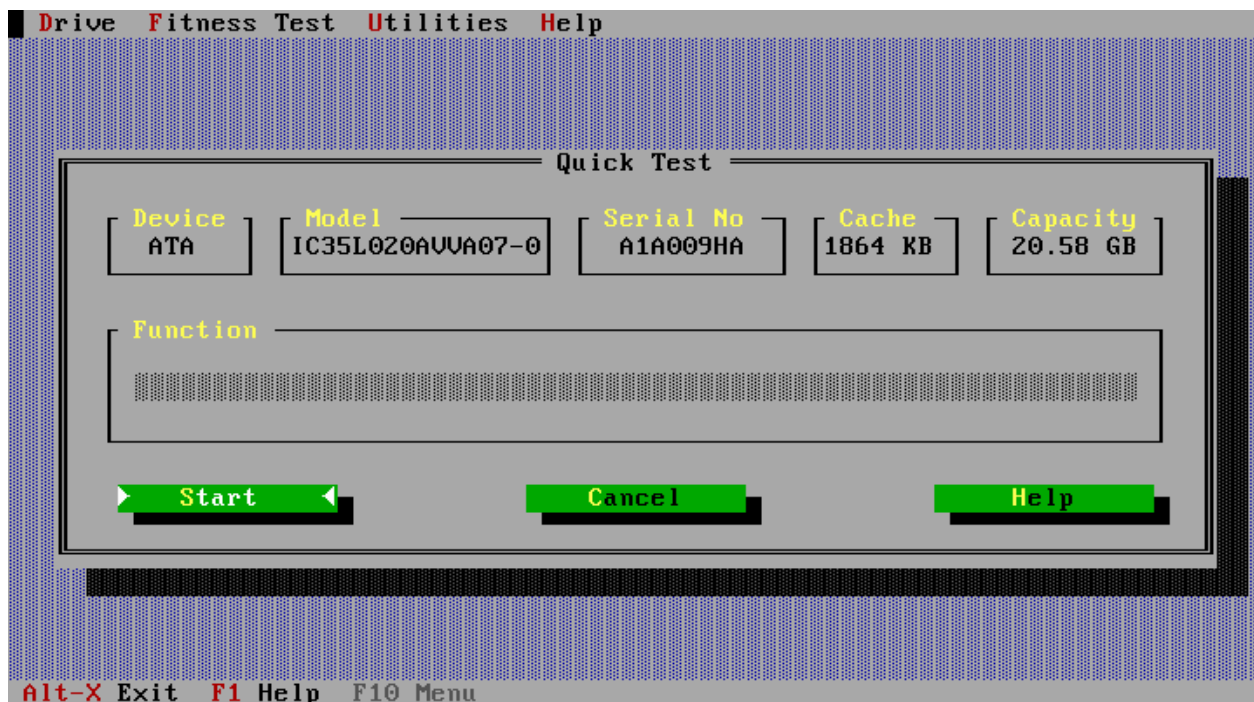 Drive Fitness Test Utilities Help
Quick Test
Device Model Serial No Cache Capacity
ATA IC35L020AVVA07-0 A1A009HA 1864 KB 20.58 GB
Function
Start Cancel Help
Alt-X Exit F1 Help F10 Menu